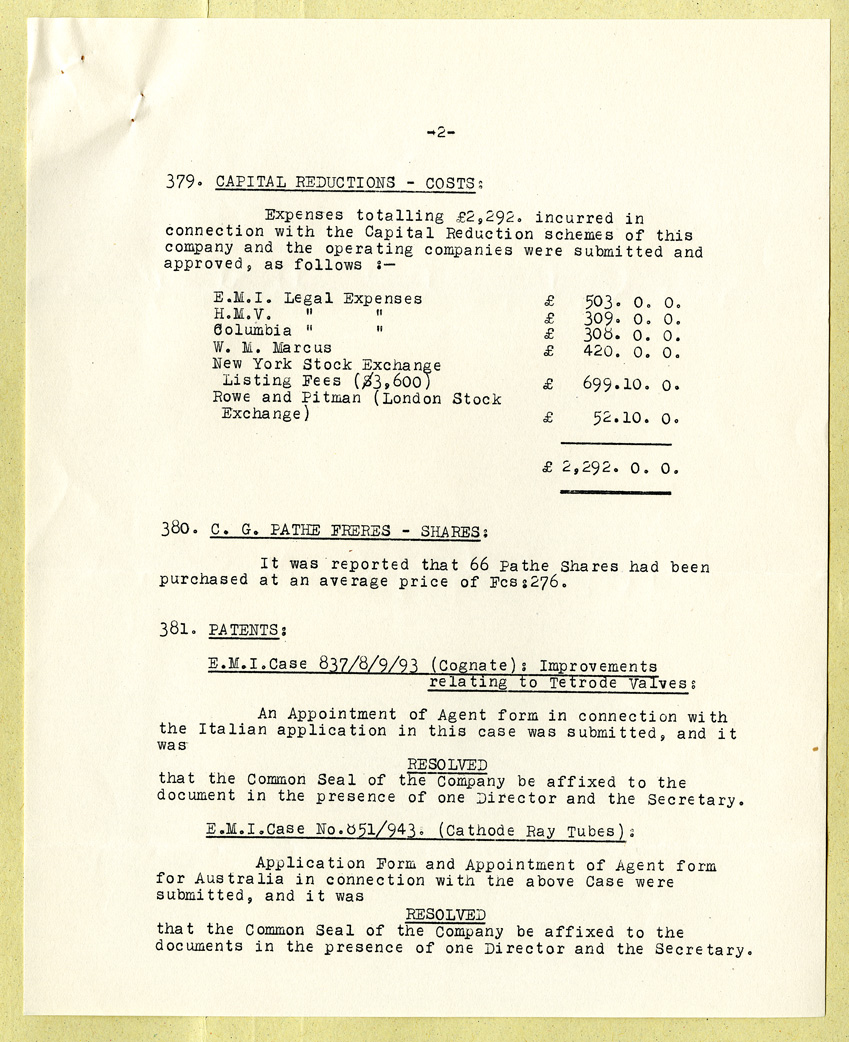 -2-
379. CAPITAL REDUCTIONS - COSTS:
Expenses totalling £2,292. incurred in
connection with the Capital Reduction schemes of this
company and the operating companies were submitted and
approved, as follows :-
E.M.I. Legal Expenses £ 503. 0. 0.
H.M.V. " " £ 309. 0. 0.
Columbia " " £ 308. 0. 0.
W. M. Marcus £ 420. 0. 0.
New York Stock Exchange
Listing Fees ($3,600) £ 699.10. 0.
Rowe and Pitman (London Stock
Exchange) £ 52.10. 0.
£ 2,292. 0. 0.
380. C. G. PATHE FRERES - SHARES:
It was reported that 66 Pathe Shares had been
purchased at an average price of Fcs:276.
381. PATENTS:
E.M.I.Case 837/8/9/93 (Cognate): Improvements
relating to Tetrode Valves:
An Appointment of Agent form in connection with
the Italian application in this case was submitted, and it
was
RESOLVED
that the Common Seal of the Company be affixed to the
document in the presence of one Director and the Secretary.
E.M.I.Case No.851/943. (Cathode Ray Tubes):
Application Form and Appointment of Agent form
for Australia in connection with the above Case were
submitted, and it was
RESOLVED
that the Common Seal of the Company be affixed to the
documents in the presence of one Director and the Secretary.